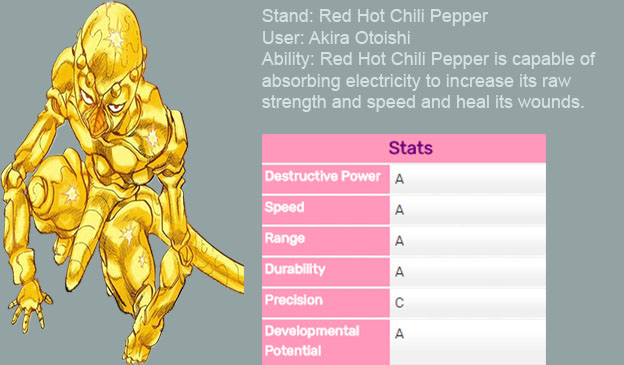 Stand: Red Hot Chili Pepper
User: Akira Otoishi
Ability: Red Hot Chili Pepper is capable of
absorbing electricity to increase its raw
strength and speed and heal its wounds.
Stats
Destructive Power A
Speed A
Range A
Durability A
Precision C
Developmental A
Potential